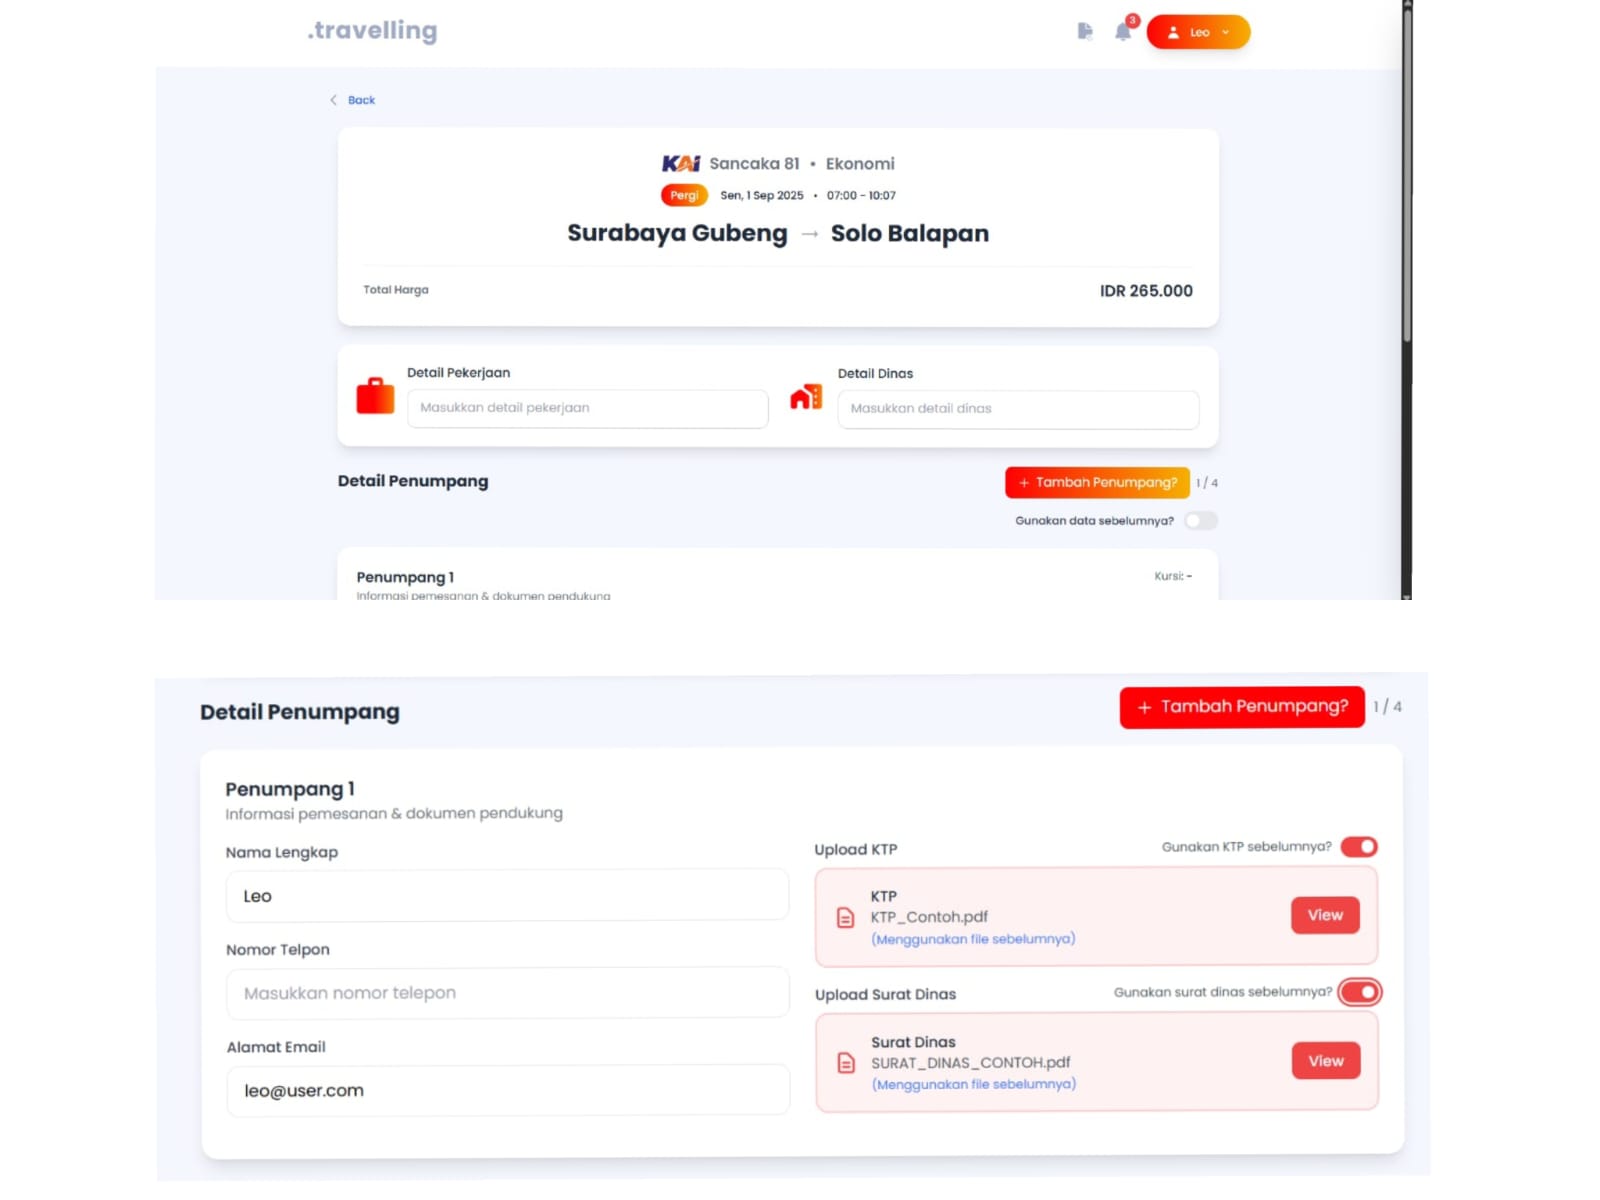 .travelling
3
Leo
Back
KAI Sancaka 81 • Ekonomi
Pergi Sen, 1 Sep 2025 • 07:00 - 10:07
Surabaya Gubeng → Solo Balapan
Total Harga IDR 265.000
Detail Pekerjaan
Masukkan detail pekerjaan
Detail Dinas
Masukkan detail dinas
Detail Penumpang
+ Tambah Penumpang? 1 / 4
Gunakan data sebelumnya?
Penumpang 1 Kursi: -
Informasi pemesanan & dokumen pendukung
Detail Penumpang
+ Tambah Penumpang? 1 / 4
Penumpang 1
Informasi pemesanan & dokumen pendukung
Nama Lengkap
Leo
Nomor Telpon
Masukkan nomor telepon
Alamat Email
leo@user.com
Upload KTP Gunakan KTP sebelumnya?
KTP
KTP_Contoh.pdf
(Menggunakan file sebelumnya)
View
Upload Surat Dinas Gunakan surat dinas sebelumnya?
Surat Dinas
SURAT_DINAS_CONTOH.pdf
(Menggunakan file sebelumnya)
View